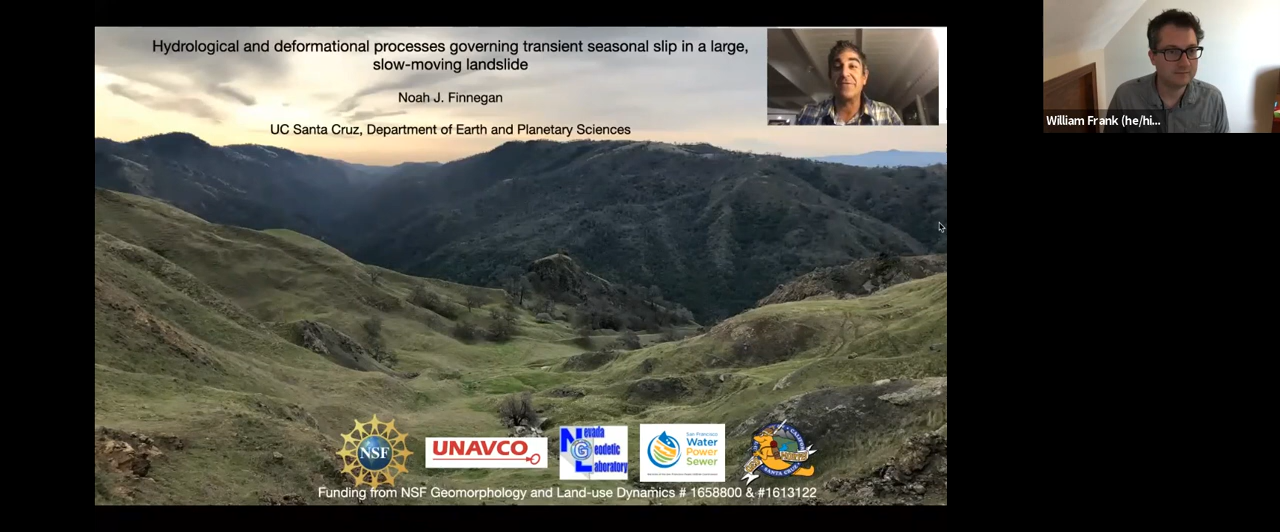 Hydrological and deformational processes governing transient seasonal slip in a large,
slow-moving landslide
Noah J. Finnegan
UC Santa Cruz, Department of Earth and Planetary Sciences
William Frank (he/hi...
NSF
UNAVCO
Nevada
Geodetic
Laboratory
San Francisco
Water
Power
Sewer
SANTA CRUZ
Funding from NSF Geomorphology and Land-use Dynamics # 1658800 & #1613122